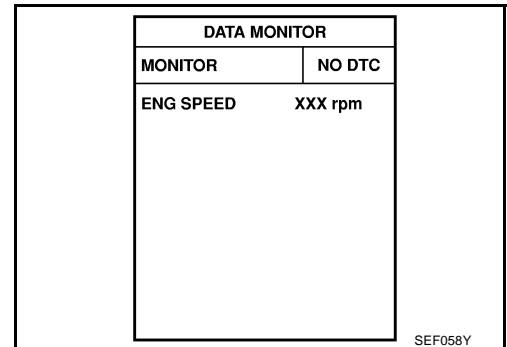 DATA MONITOR
MONITOR NO DTC
ENG SPEED XXX rpm
SEF058Y